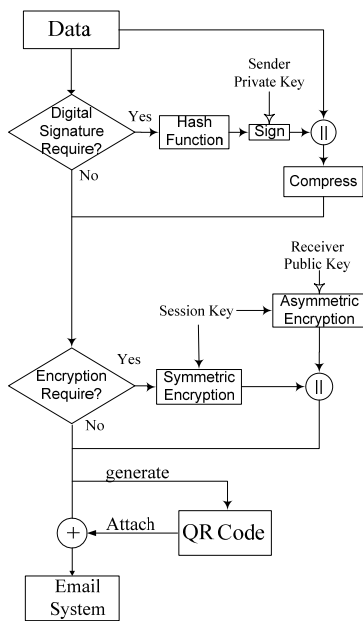 Data
Sender
Private Key
Digital
Signature
Require?
Yes
Hash
Function
Sign
||
No
Compress
Receiver
Public Key
Session Key
Asymmetric
Encryption
Yes
Encryption
Require?
Symmetric
Encryption
||
No
generate
+
Attach
QR Code
Email
System